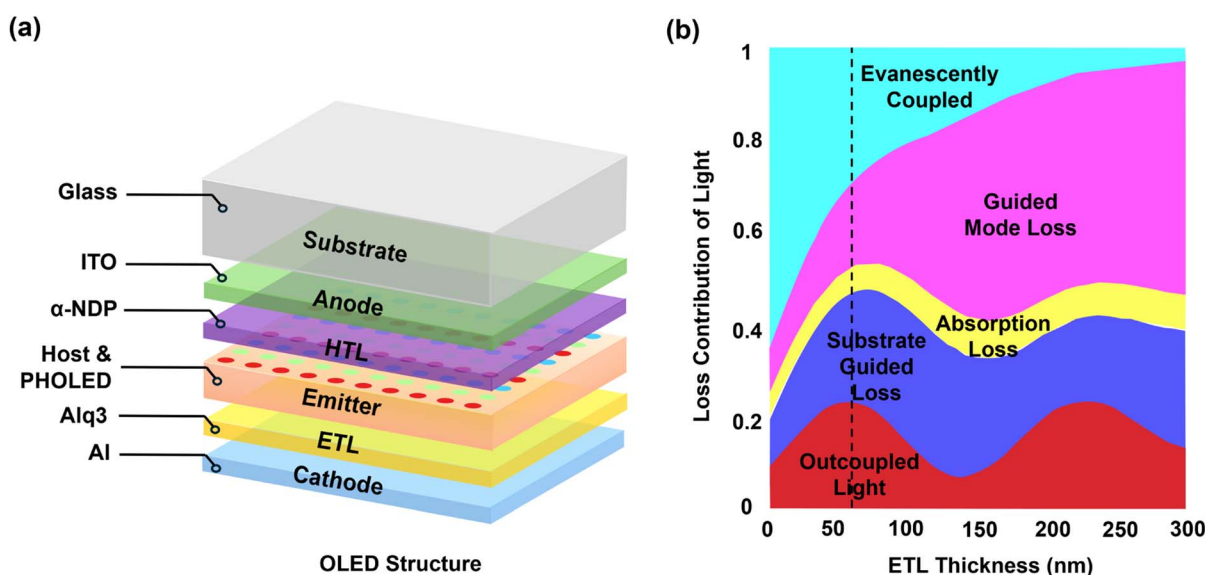 (a)
Glass
ITO
α-NDP
Host &
PHOLED
Alq3
Al
Substrate
Anode
HTL
Emitter
ETL
Cathode
OLED Structure
(b)
Loss Contribution of Light
1
0.8
0.6
0.4
0.2
0
Evanescently
Coupled
Guided
Mode Loss
Absorption
Loss
Substrate
Guided
Loss
Outcoupled
Light
0 50 100 150 200 250 300
ETL Thickness (nm)